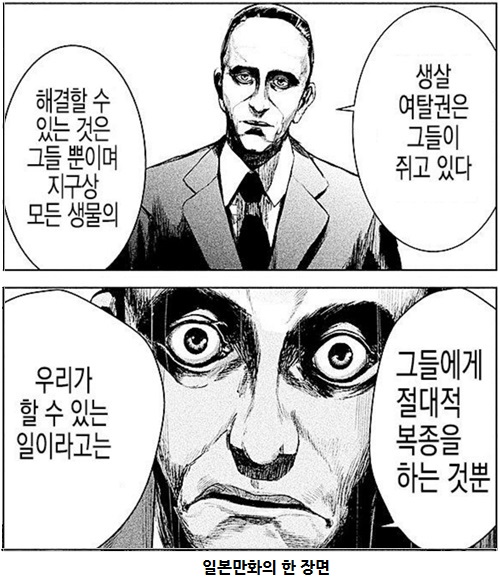 해결할 수
있는 것은
그들 뿐이며
지구상
모든 생물의
생살
여탈권은
그들이
쥐고 있다
우리가
할 수 있는
일이라고는
그들에게
절대적
복종을
하는 것뿐
일본만화의 한 장면